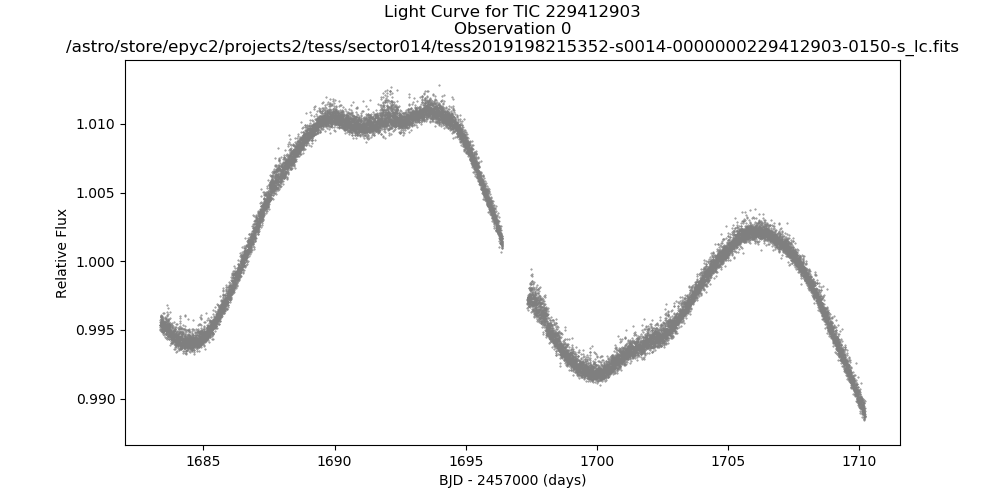 Light Curve for TIC 229412903
Observation 0
/astro/store/epyc2/projects2/tess/sector014/tess2019198215352-s0014-0000000229412903-0150-s_lc.fits
Relative Flux
1.010
1.005
1.000
0.995
0.990
1685 1690 1695 1700 1705 1710
BJD - 2457000 (days)